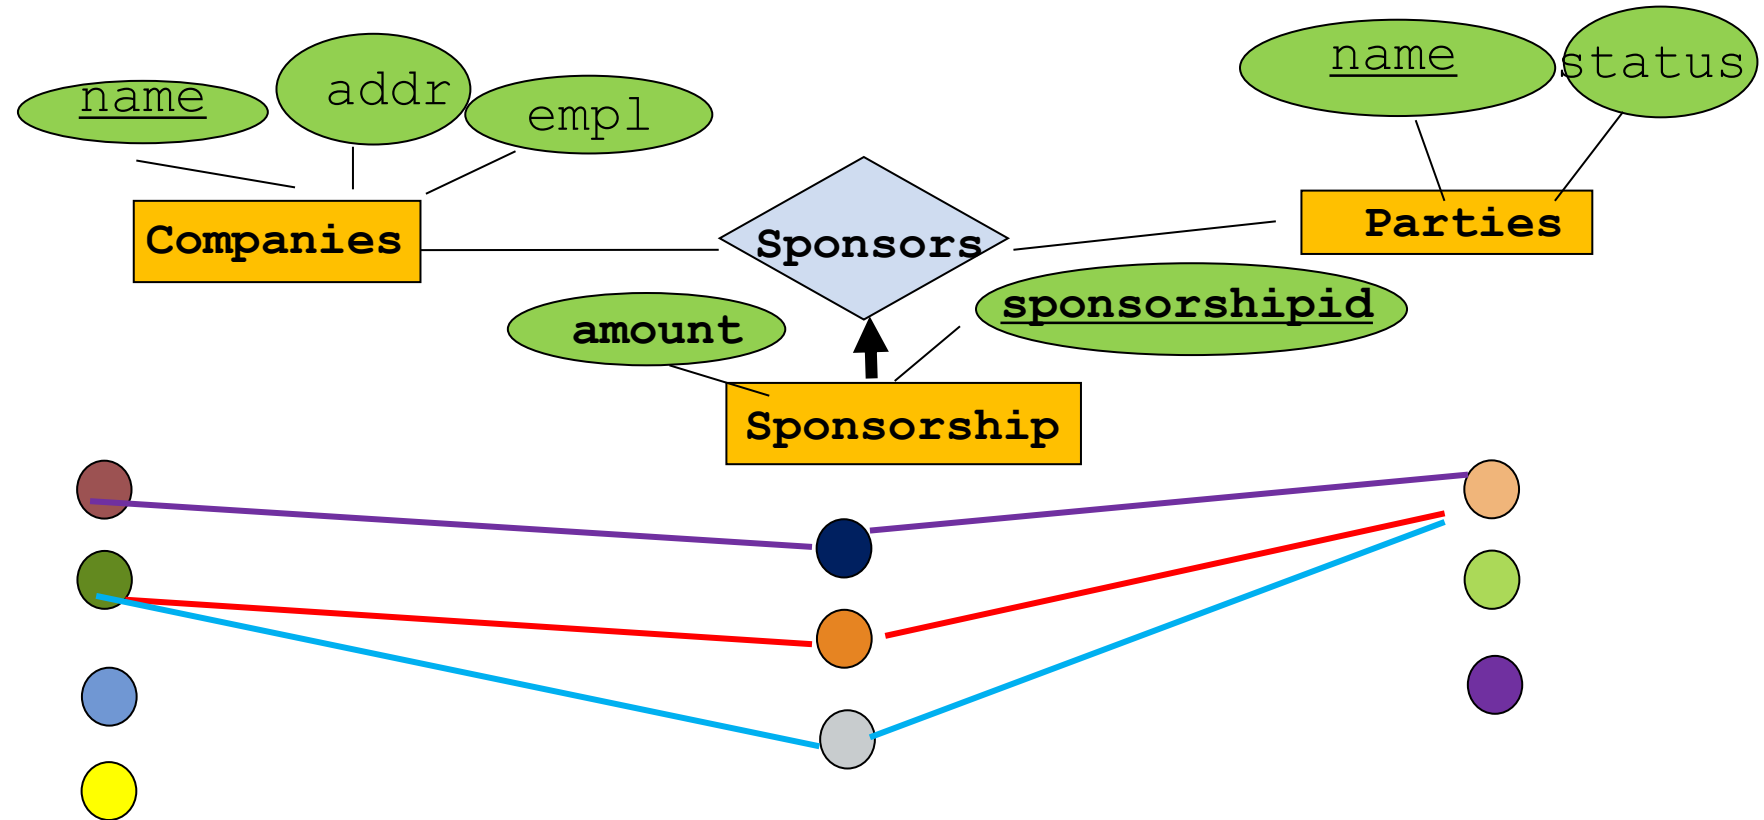 name
addr
empl
name
status
Companies
Sponsors
Parties
amount
sponsorshipid
Sponsorship